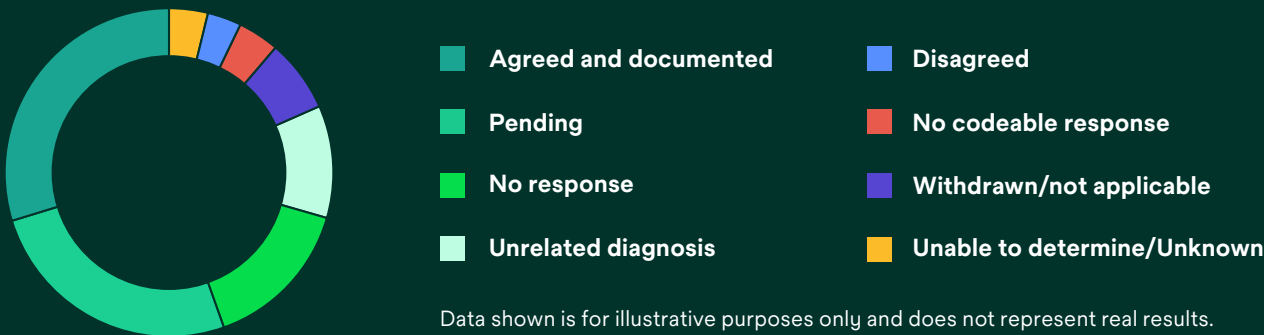 Agreed and documented
Pending
No response
Unrelated diagnosis
Disagreed
No codeable response
Withdrawn/not applicable
Unable to determine/Unknown
Data shown is for illustrative purposes only and does not represent real results.